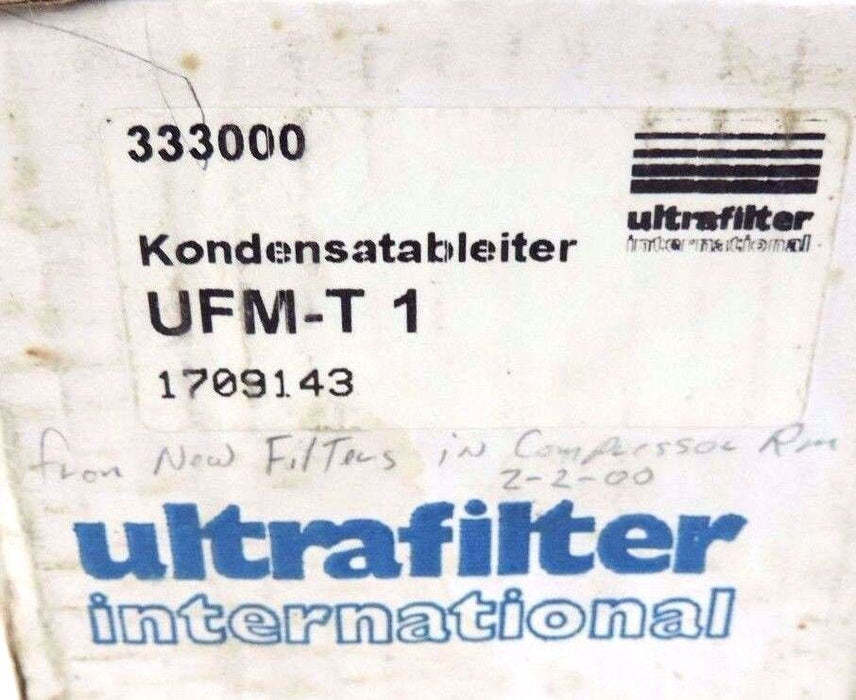 333000
ultrafilter
international
Kondensatableiter
UFM-T 1
1709143
from New Filters in Compressor Rm
2-2-00
ultrafilter
international